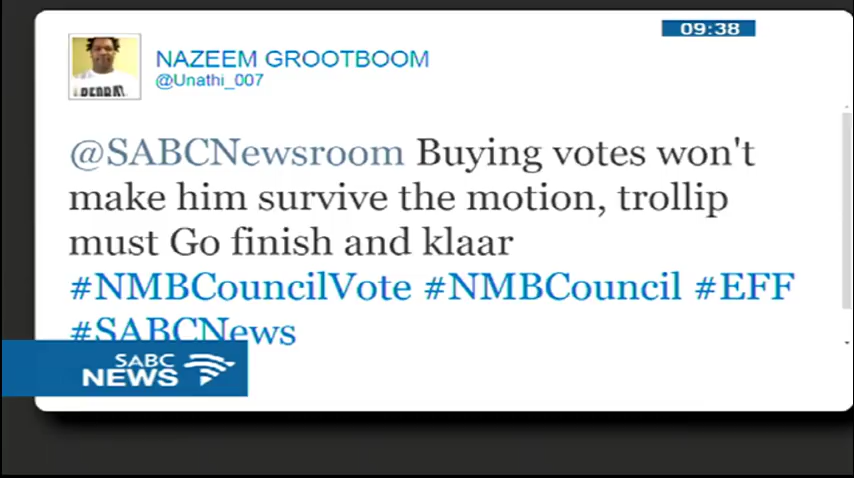 09:38
NAZEEM GROOTBOOM
@Unathi_007
@SABCNewsroom Buying votes won't
make him survive the motion, trollip
must Go finish and klaar
#NMBCouncilVote #NMBCouncil #EFF
#SABCNews
SABC
NEWS